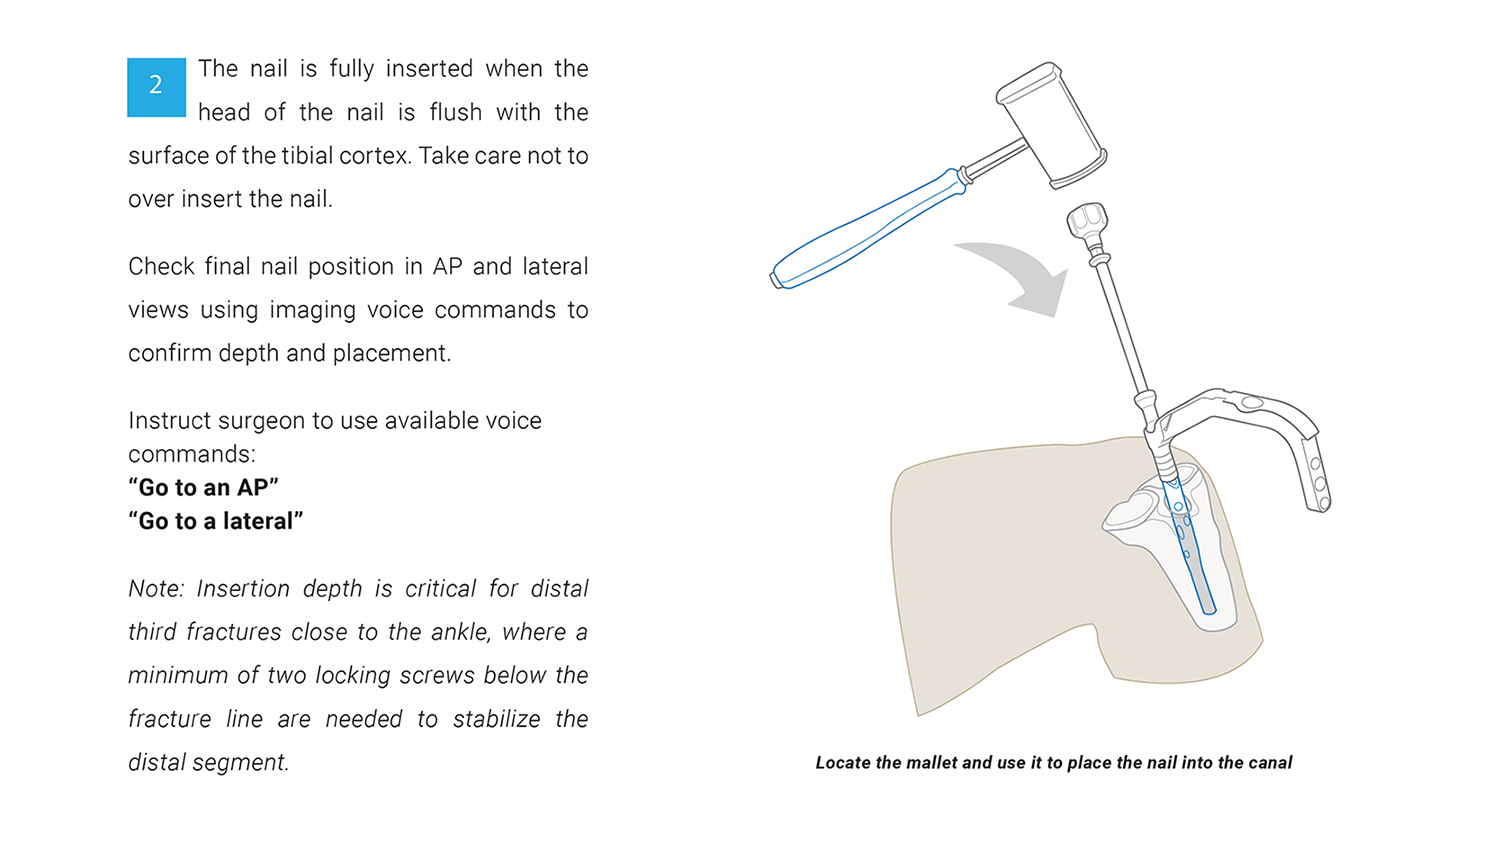 2
The nail is fully inserted when the
head of the nail is flush with the
surface of the tibial cortex. Take care not to
over insert the nail.
Check final nail position in AP and lateral
views using imaging voice commands to
confirm depth and placement.
Instruct surgeon to use available voice
commands:
“Go to an AP”
“Go to a lateral”
Note: Insertion depth is critical for distal
third fractures close to the ankle, where a
minimum of two locking screws below the
fracture line are needed to stabilize the
distal segment.
Locate the mallet and use it to place the nail into the canal